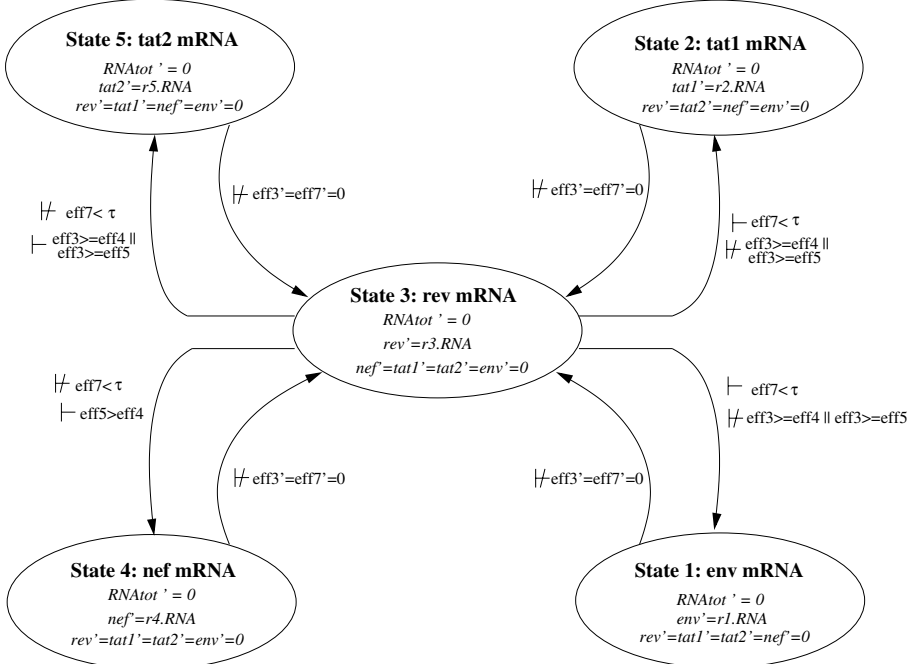 State 5: tat2 mRNA
RNAtot ' = 0
tat2'=r5.RNA
rev'=tat1'=nef'=env'=0
State 2: tat1 mRNA
RNAtot ' = 0
tat1'=r2.RNA
rev'=tat2'=nef'=env'=0
⊬ eff3'=eff7'=0
⊬ eff3'=eff7'=0
⊬ eff7< τ
⊢ eff3>=eff4 ||
eff3>=eff5
⊢ eff7< τ
⊬ eff3>=eff4 ||
eff3>=eff5
State 3: rev mRNA
RNAtot ' = 0
rev'=r3.RNA
nef'=tat1'=tat2'=env'=0
⊬ eff7< τ
⊢ eff5>eff4
⊢ eff7< τ
⊬ eff3>=eff4 || eff3>=eff5
⊬ eff3'=eff7'=0
⊬ eff3'=eff7'=0
State 4: nef mRNA
RNAtot ' = 0
nef'=r4.RNA
rev'=tat1'=tat2'=env'=0
State 1: env mRNA
RNAtot ' = 0
env'=r1.RNA
rev'=tat1'=tat2'=nef'=0